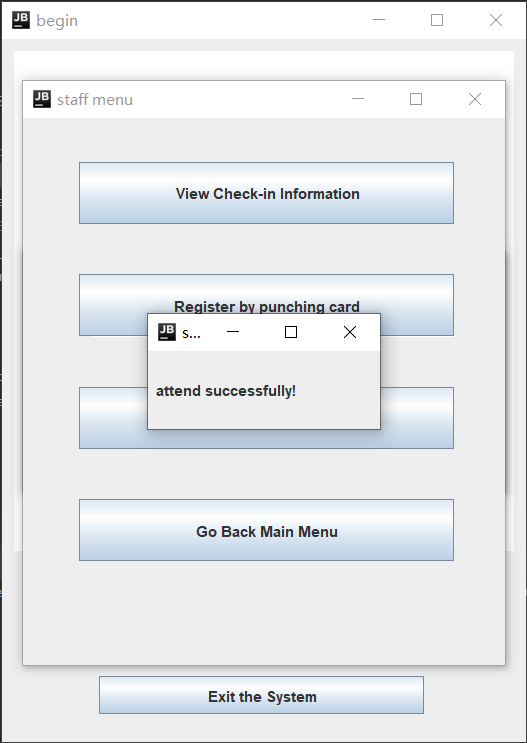 JB begin
JB staff menu
View Check-in Information
Register by punching card
JB s...
attend successfully!
Go Back Main Menu
Exit the System